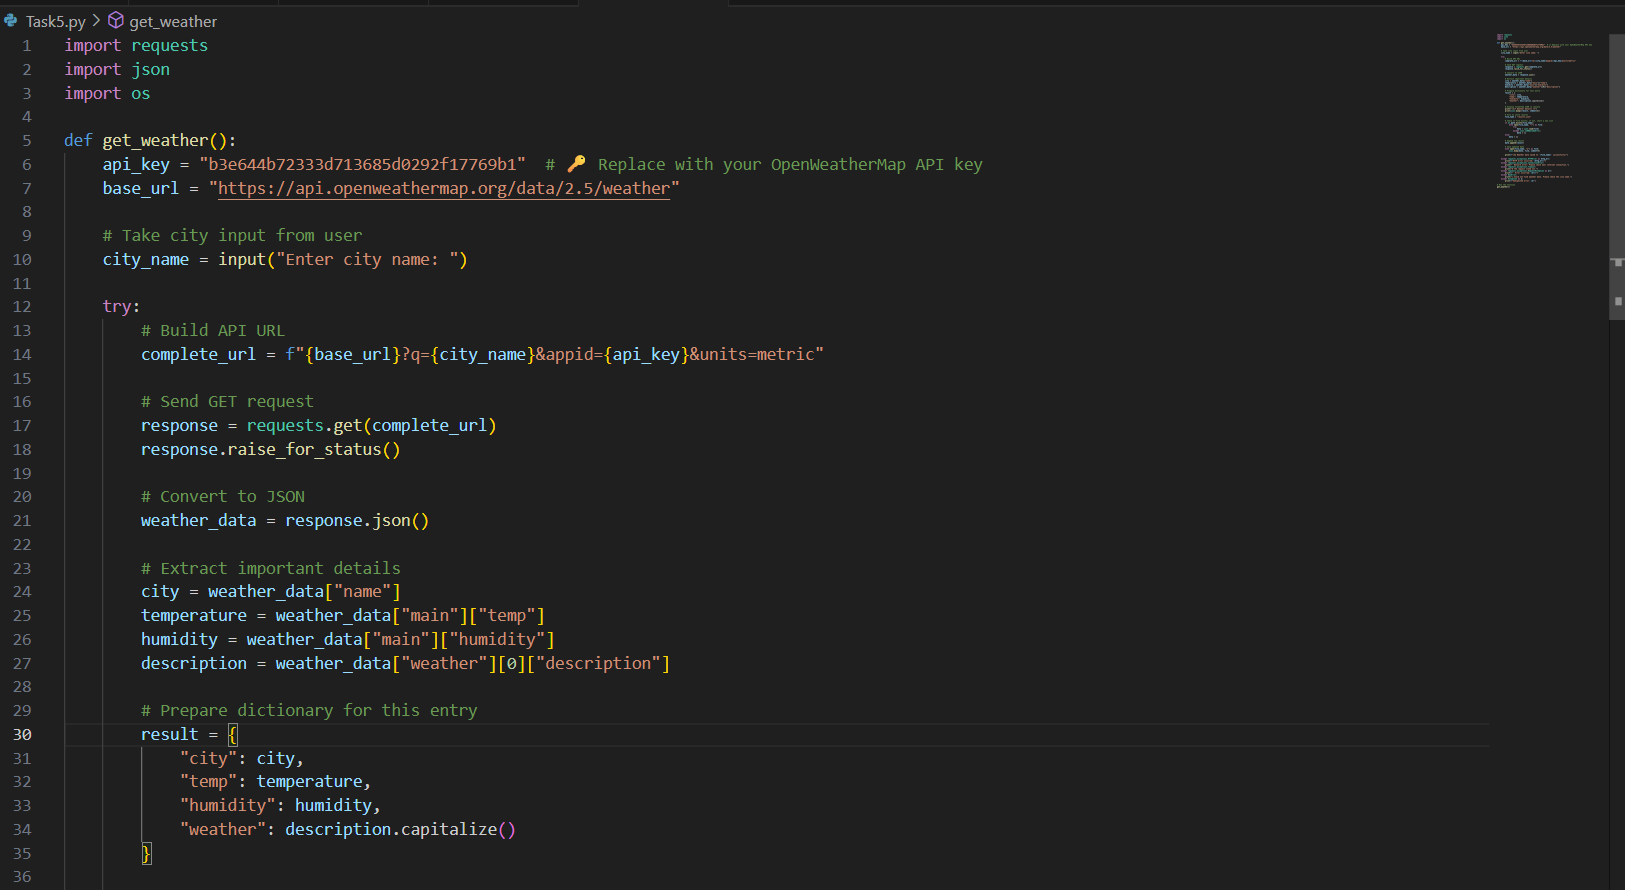 Task5.py > get_weather
1 import requests
2 import json
3 import os
4
5 def get_weather():
6     api_key = "b3e644b72333d713685d0292f17769b1"  # 🔑 Replace with your OpenWeatherMap API key
7     base_url = "https://api.openweathermap.org/data/2.5/weather"
8
9     # Take city input from user
10     city_name = input("Enter city name: ")
11
12     try:
13         # Build API URL
14         complete_url = f"{base_url}?q={city_name}&appid={api_key}&units=metric"
15
16         # Send GET request
17         response = requests.get(complete_url)
18         response.raise_for_status()
19
20         # Convert to JSON
21         weather_data = response.json()
22
23         # Extract important details
24         city = weather_data["name"]
25         temperature = weather_data["main"]["temp"]
26         humidity = weather_data["main"]["humidity"]
27         description = weather_data["weather"][0]["description"]
28
29         # Prepare dictionary for this entry
30         result = {
31             "city": city,
32             "temp": temperature,
33             "humidity": humidity,
34             "weather": description.capitalize()
35         }
36